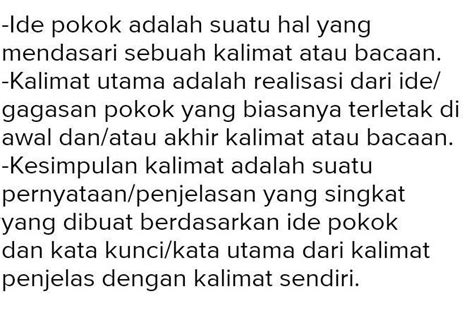 -Ide pokok adalah suatu hal yang
mendasari sebuah kalimat atau bacaan.
-Kalimat utama adalah realisasi dari ide/
gagasan pokok yang biasanya terletak di
awal dan/atau akhir kalimat atau bacaan.
-Kesimpulan kalimat adalah suatu
pernyataan/penjelasan yang singkat
yang dibuat berdasarkan ide pokok
dan kata kunci/kata utama dari kalimat
penjelas dengan kalimat sendiri.